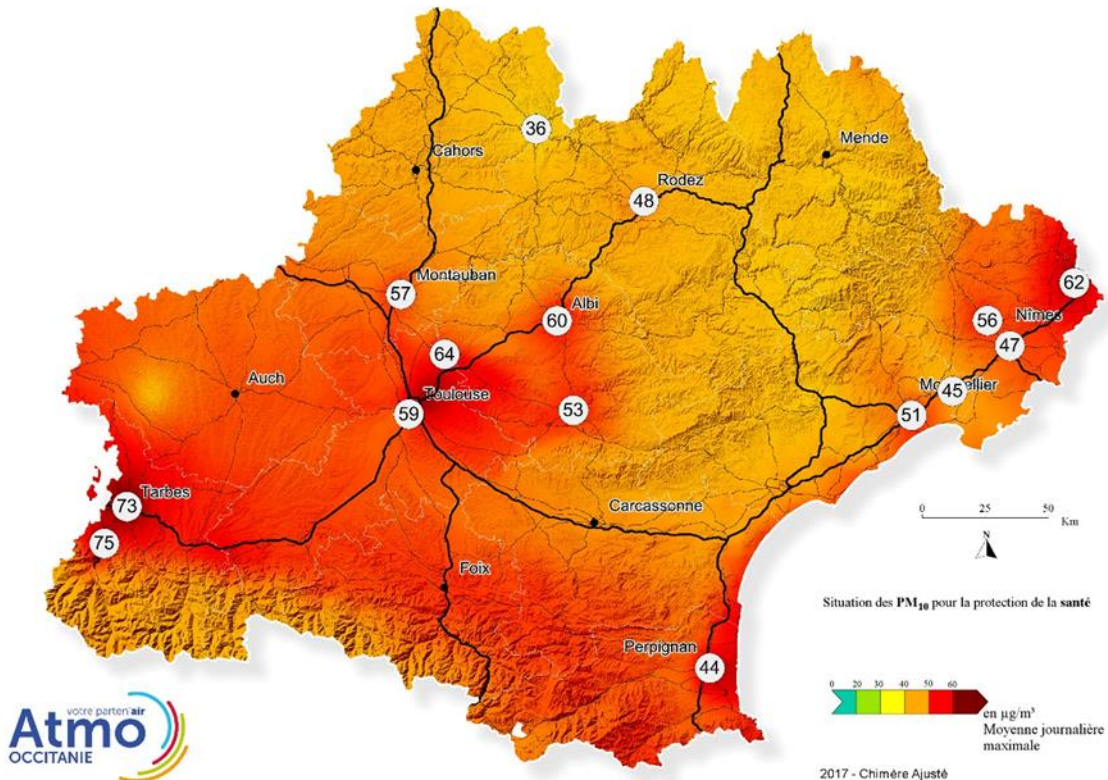 36
Cahors
Mende
Rodez
48
Montauban
57
62
Albi
60
56
Nîmes
47
64
Auch
Toulouse
59
53
Montpellier
45
51
Tarbes
73
75
Carcassonne
Foix
Perpignan
44
0 25 50
Km
N
Situation des PM10 pour la protection de la santé
0 20 30 40 50 60
en µg/m³
Moyenne journalière
maximale
2017 - Chimère Ajusté
votre parten'air
Atmo
OCCITANIE